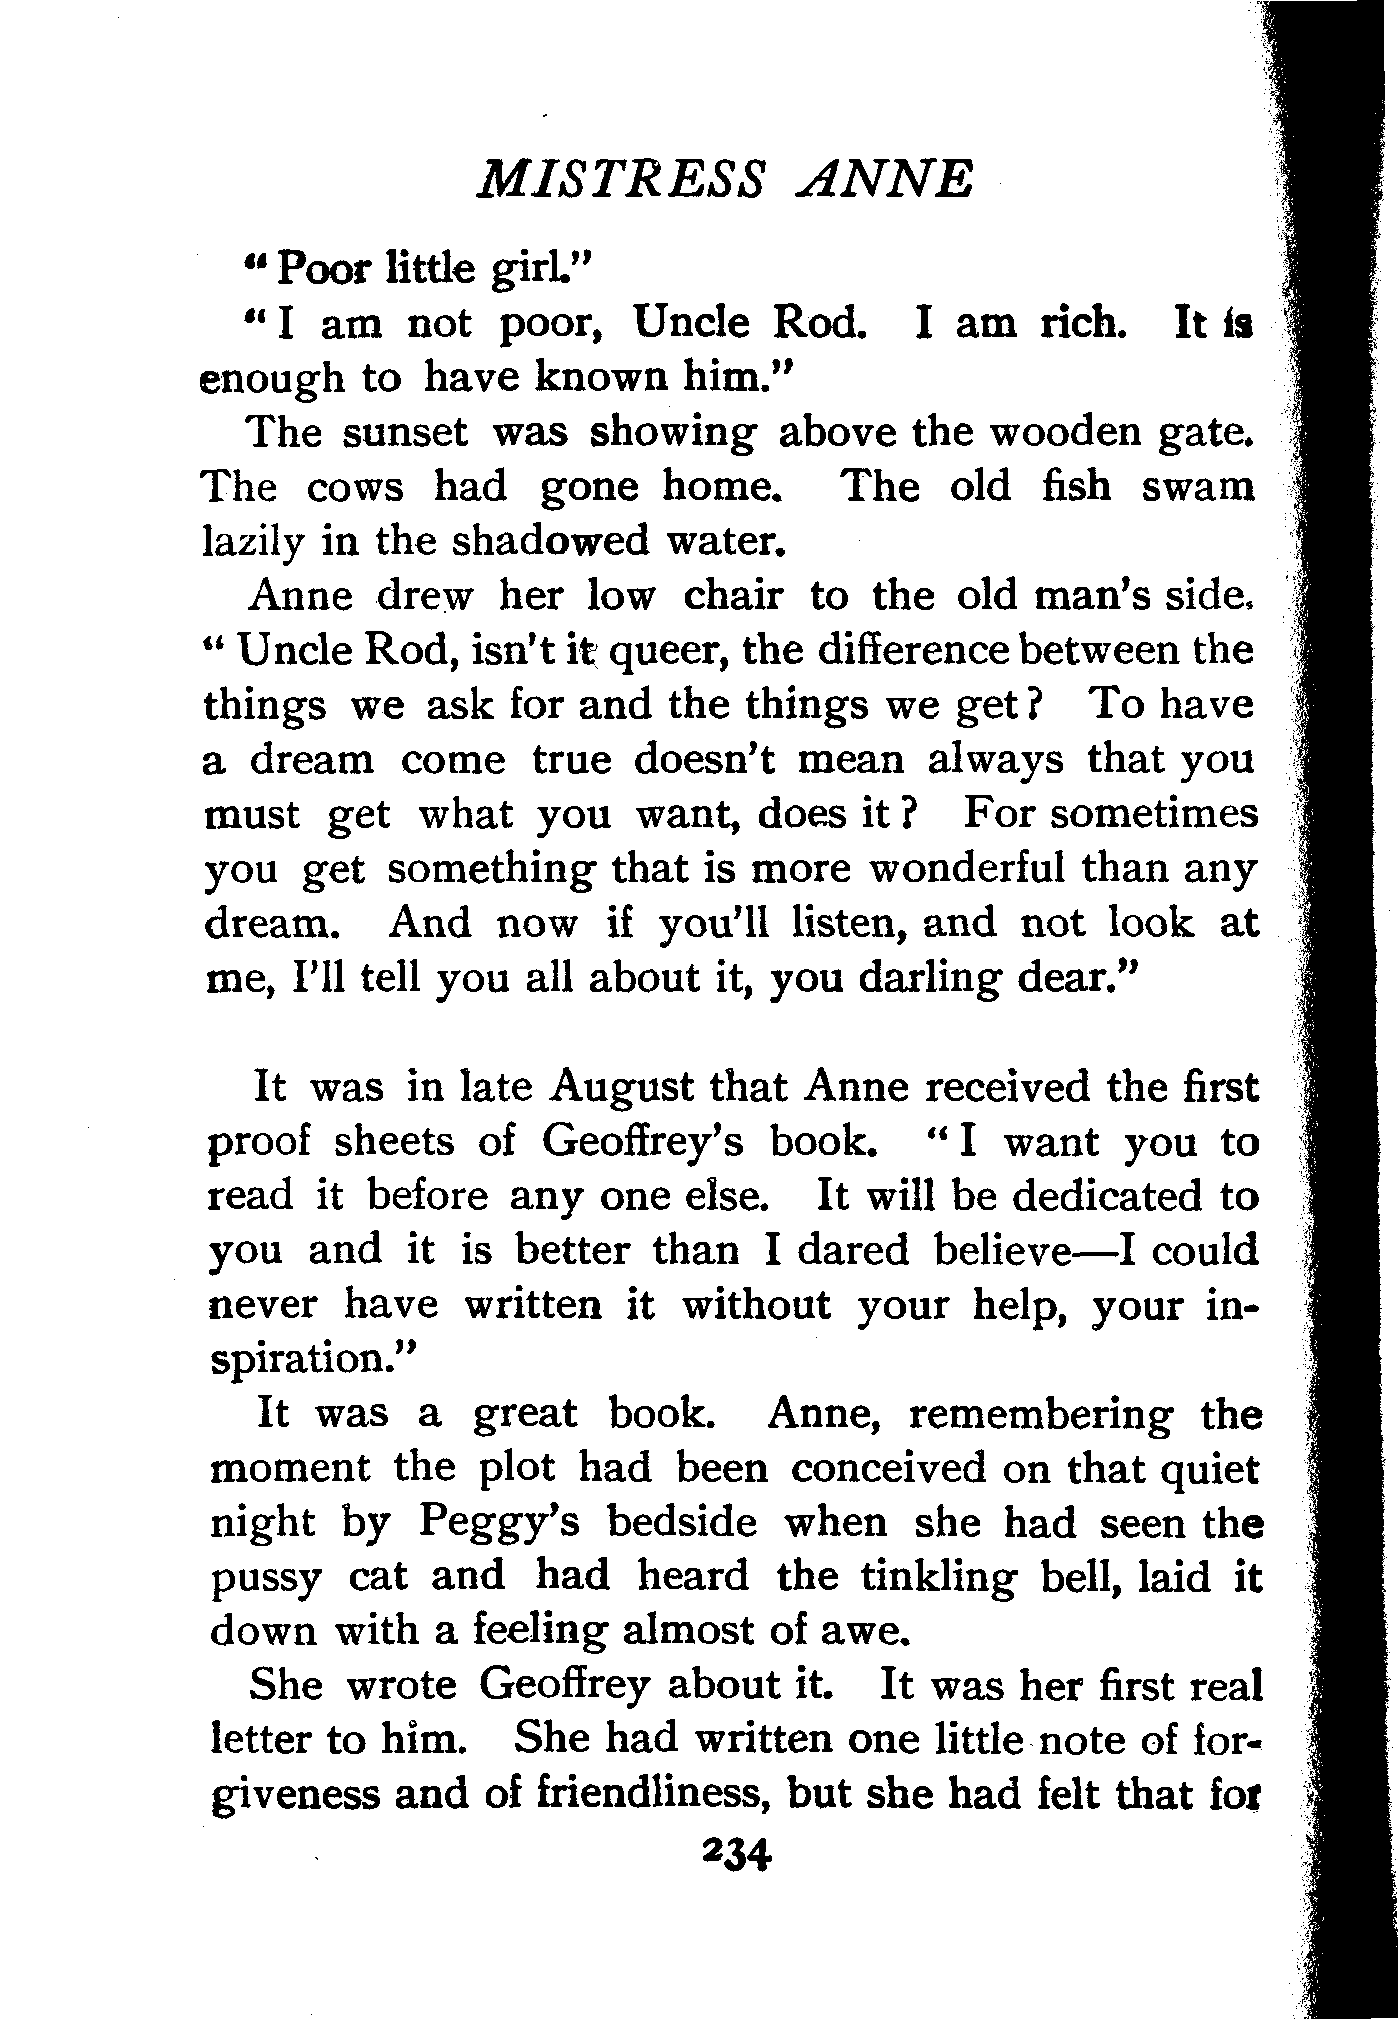 MISTRESS ANNE
" Poor little girl."
" I am not poor, Uncle Rod. I am rich. It is
enough to have known him."
The sunset was showing above the wooden gate.
The cows had gone home. The old fish swam
lazily in the shadowed water.
Anne drew her low chair to the old man's side.
" Uncle Rod, isn't it queer, the difference between the
things we ask for and the things we get ? To have
a dream come true doesn't mean always that you
must get what you want, does it ? For sometimes
you get something that is more wonderful than any
dream. And now if you'll listen, and not look at
me, I'll tell you all about it, you darling dear."
It was in late August that Anne received the first
proof sheets of Geoffrey's book. " I want you to
read it before any one else. It will be dedicated to
you and it is better than I dared believe—I could
never have written it without your help, your in-
spiration."
It was a great book. Anne, remembering the
moment the plot had been conceived on that quiet
night by Peggy's bedside when she had seen the
pussy cat and had heard the tinkling bell, laid it
down with a feeling almost of awe.
She wrote Geoffrey about it. It was her first real
letter to him. She had written one little note of for-
giveness and of friendliness, but she had felt that for
234